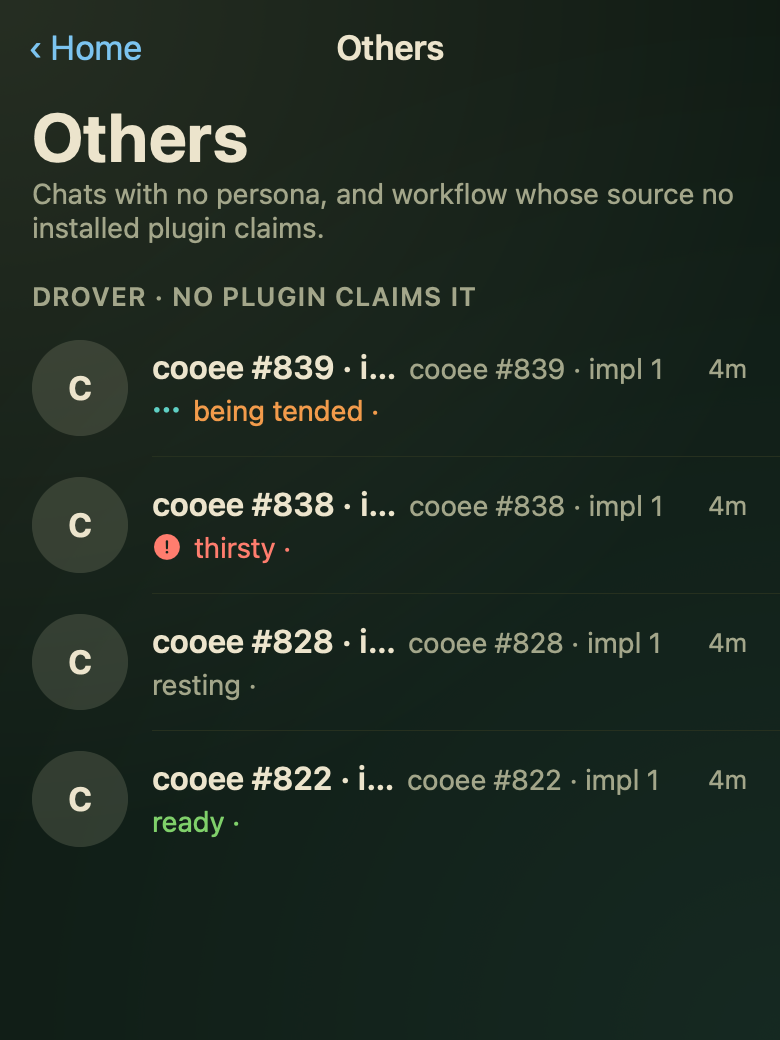 ‹ Home
Others
Others
Chats with no persona, and workflow whose source no
installed plugin claims.
DROVER · NO PLUGIN CLAIMS IT
C
cooee #839 · i... cooee #839 · impl 1 4m
··· being tended ·
C
cooee #838 · i... cooee #838 · impl 1 4m
! thirsty ·
C
cooee #828 · i... cooee #828 · impl 1 4m
resting ·
C
cooee #822 · i... cooee #822 · impl 1 4m
ready ·